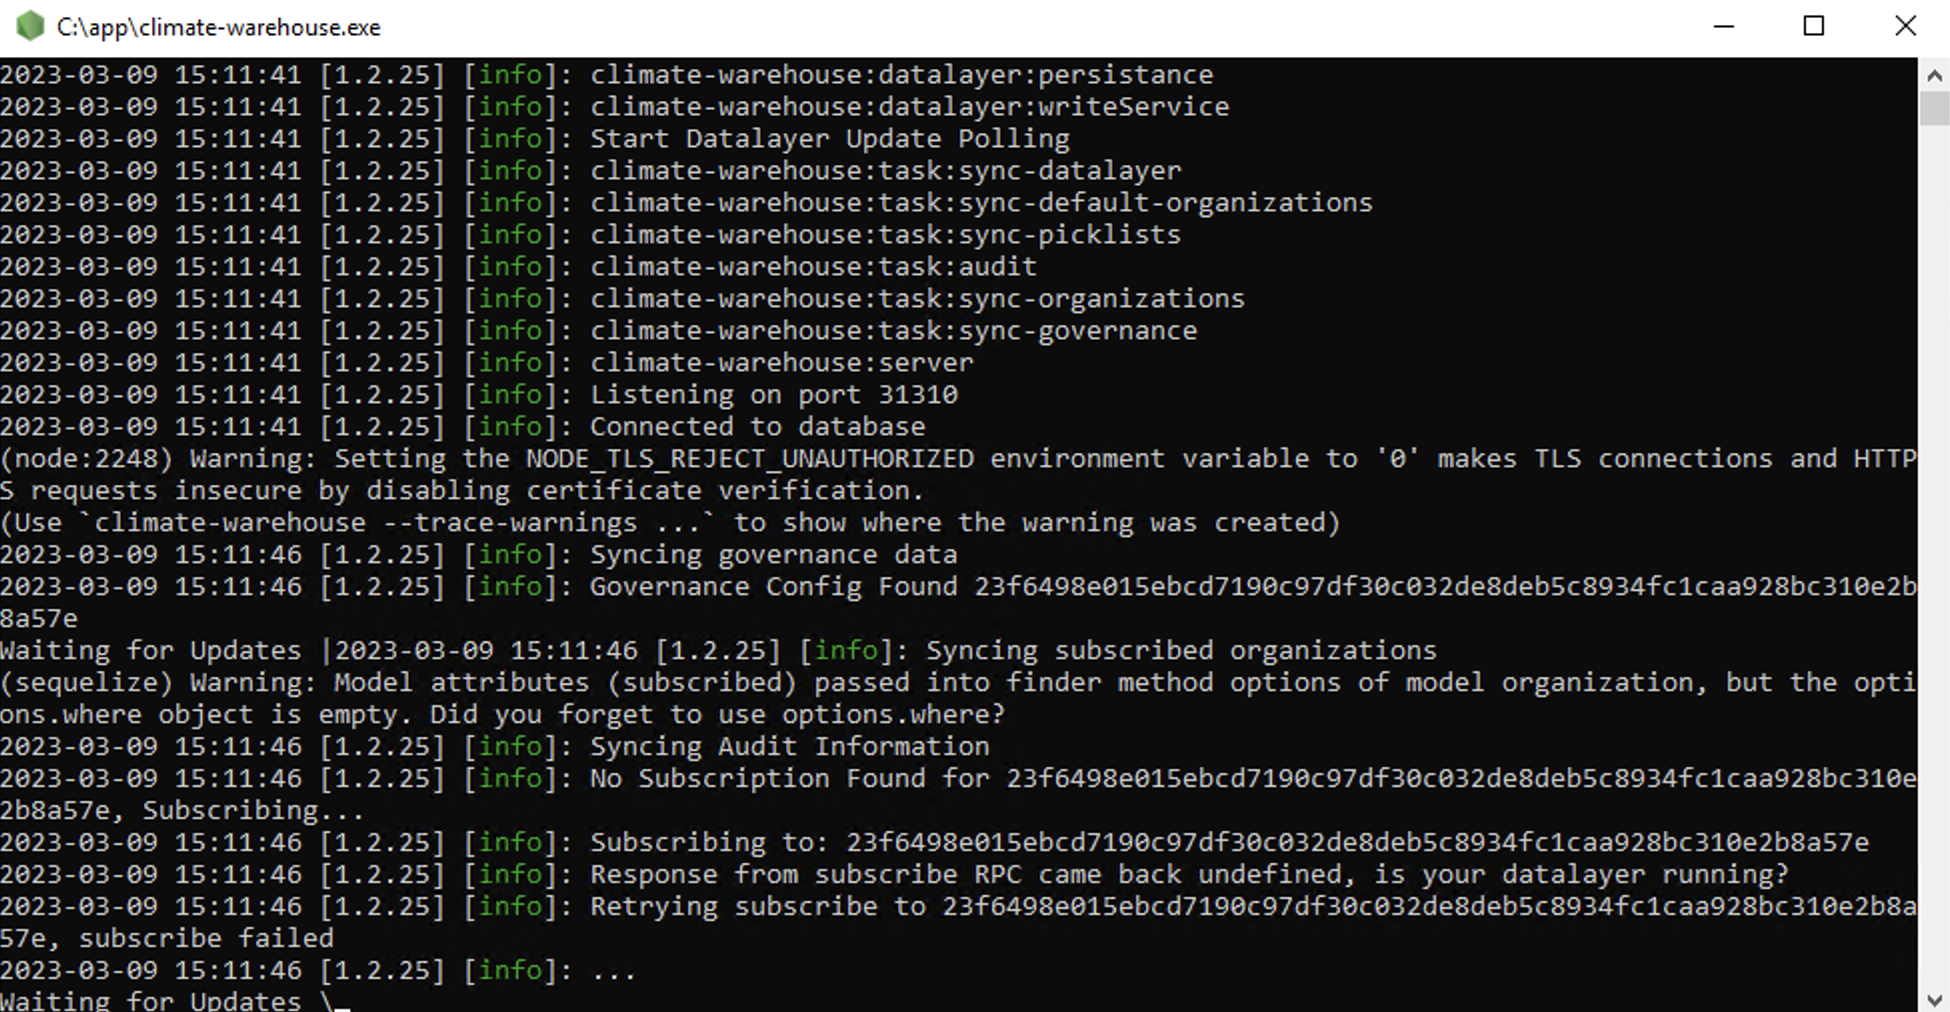 C:\app\climate-warehouse.exe
2023-03-09 15:11:41 [1.2.25] [info]: climate-warehouse:datalayer:persistance
2023-03-09 15:11:41 [1.2.25] [info]: climate-warehouse:datalayer:writeService
2023-03-09 15:11:41 [1.2.25] [info]: Start Datalayer Update Polling
2023-03-09 15:11:41 [1.2.25] [info]: climate-warehouse:task:sync-datalayer
2023-03-09 15:11:41 [1.2.25] [info]: climate-warehouse:task:sync-default-organizations
2023-03-09 15:11:41 [1.2.25] [info]: climate-warehouse:task:sync-picklists
2023-03-09 15:11:41 [1.2.25] [info]: climate-warehouse:task:audit
2023-03-09 15:11:41 [1.2.25] [info]: climate-warehouse:task:sync-organizations
2023-03-09 15:11:41 [1.2.25] [info]: climate-warehouse:task:sync-governance
2023-03-09 15:11:41 [1.2.25] [info]: climate-warehouse:server
2023-03-09 15:11:41 [1.2.25] [info]: Listening on port 31310
2023-03-09 15:11:41 [1.2.25] [info]: Connected to database
(node:2248) Warning: Setting the NODE_TLS_REJECT_UNAUTHORIZED environment variable to '0' makes TLS connections and HTTP
S requests insecure by disabling certificate verification.
(Use `climate-warehouse --trace-warnings ...` to show where the warning was created)
2023-03-09 15:11:46 [1.2.25] [info]: Syncing governance data
2023-03-09 15:11:46 [1.2.25] [info]: Governance Config Found 23f6498e015ebcd7190c97df30c032de8deb5c8934fc1caa928bc310e2b
8a57e
Waiting for Updates |2023-03-09 15:11:46 [1.2.25] [info]: Syncing subscribed organizations
(sequelize) Warning: Model attributes (subscribed) passed into finder method options of model organization, but the opti
ons.where object is empty. Did you forget to use options.where?
2023-03-09 15:11:46 [1.2.25] [info]: Syncing Audit Information
2023-03-09 15:11:46 [1.2.25] [info]: No Subscription Found for 23f6498e015ebcd7190c97df30c032de8deb5c8934fc1caa928bc310e
2b8a57e, Subscribing...
2023-03-09 15:11:46 [1.2.25] [info]: Subscribing to: 23f6498e015ebcd7190c97df30c032de8deb5c8934fc1caa928bc310e2b8a57e
2023-03-09 15:11:46 [1.2.25] [info]: Response from subscribe RPC came back undefined, is your datalayer running?
2023-03-09 15:11:46 [1.2.25] [info]: Retrying subscribe to 23f6498e015ebcd7190c97df30c032de8deb5c8934fc1caa928bc310e2b8a
57e, subscribe failed
2023-03-09 15:11:46 [1.2.25] [info]: ...
Waiting for Updates \_